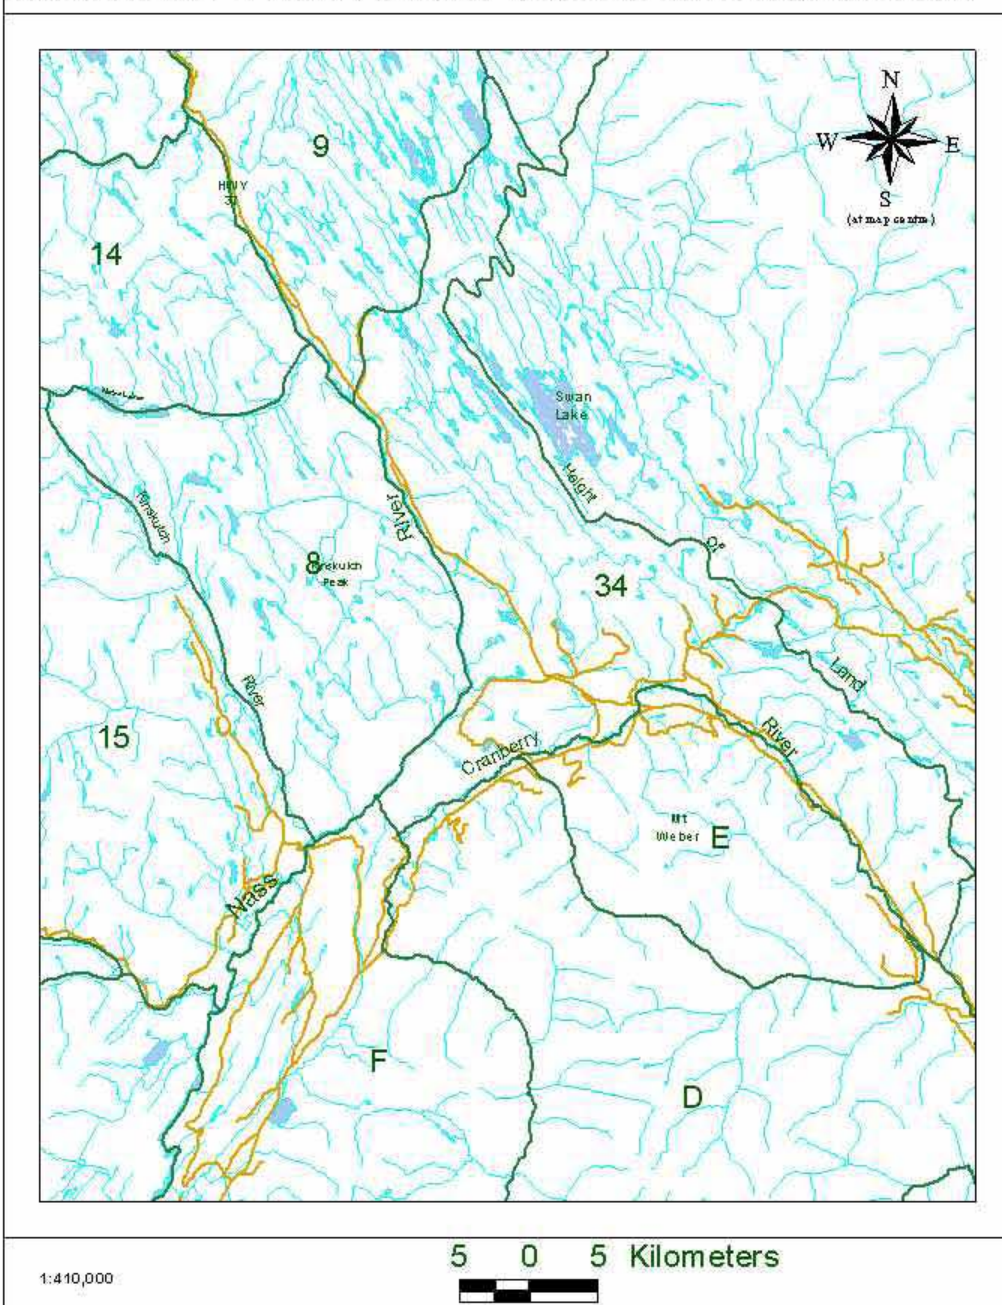 N
W E
S
(at map centre)
9
HWY
37
14
Swan
Lake
Height
Kinskutch
River
8
Peak
Of
34
River
Land
15
Cranberry
River
Mt
Weber
E
Nass
F
D
5 0 5 Kilometers
1:410,000